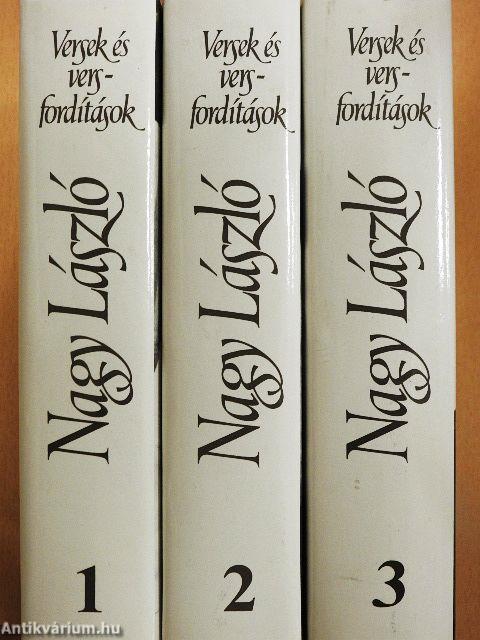 Versek és
vers-
fordítások
Nagy László
1
Versek és
vers-
fordítások
Nagy László
2
Versek és
vers-
fordítások
Nagy László
3
Antikvárium.hu